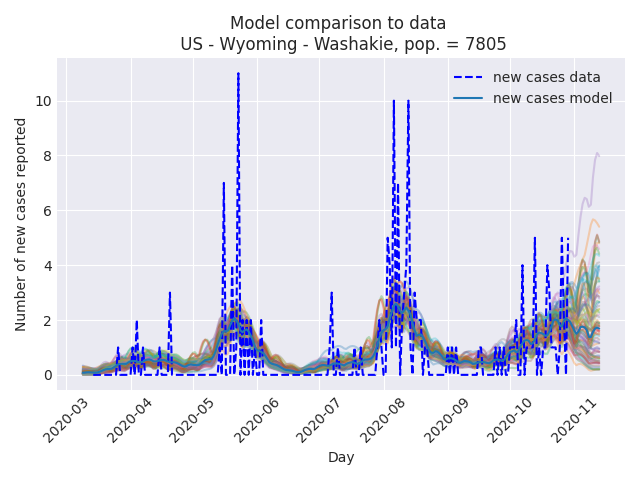 Model comparison to data
US - Wyoming - Washakie, pop. = 7805
new cases data
new cases model
Number of new cases reported
10
8
6
4
2
0
2020-03
2020-04
2020-05
2020-06
2020-07
2020-08
2020-09
2020-10
2020-11
Day